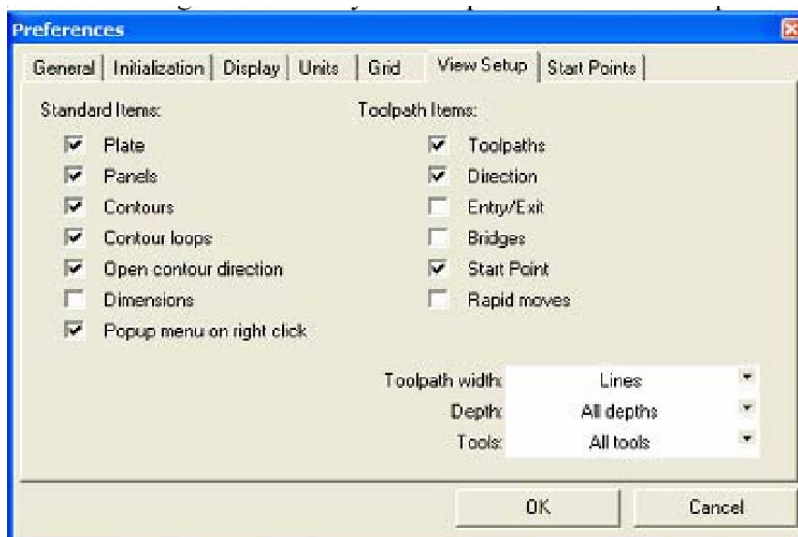 Preferences
General Initialization Display Units Grid View Setup Start Points
Standard Items:
Plate
Panels
Contours
Contour loops
Open contour direction
Dimensions
Popup menu on right click
Toolpath Items:
Toolpaths
Direction
Entry/Exit
Bridges
Start Point
Rapid moves
Toolpath width: Lines
Depth: All depths
Tools: All tools
OK Cancel